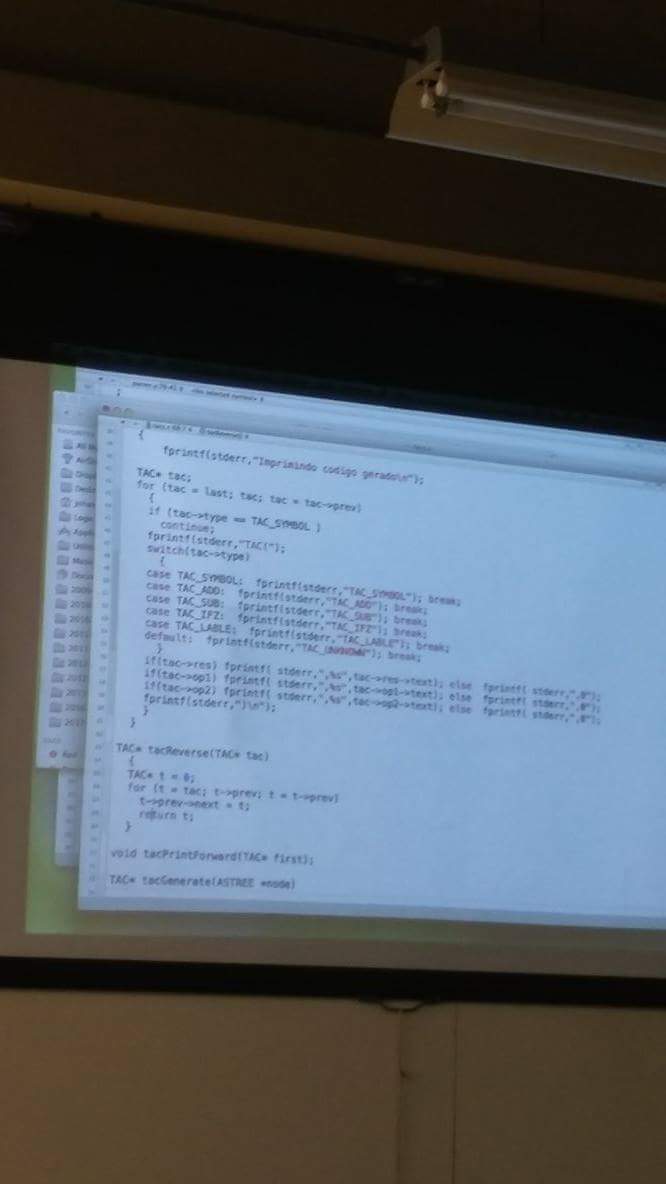 ;
{
fprintf(stderr,"Imprimindo codigo gerado\n");
TAC* tac;
for (tac = last; tac; tac = tac->prev)
{
if (tac->type == TAC_SYMBOL )
continue;
fprintf(stderr,"TAC(");
switch(tac->type)
{
case TAC_SYMBOL: fprintf(stderr,"TAC_SYMBOL"); break;
case TAC_ADD: fprintf(stderr,"TAC_ADD"); break;
case TAC_SUB: fprintf(stderr,"TAC_SUB"); break;
case TAC_IFZ: fprintf(stderr,"TAC_IFZ"); break;
case TAC_LABLE: fprintf(stderr,"TAC_LABLE"); break;
default: fprintf(stderr,"TAC_UNKNOWN"); break;
}
if(tac->res) fprintf( stderr,",%s",tac->res->text); else fprintf( stderr,",0");
if(tac->op1) fprintf( stderr,",%s",tac->op1->text); else fprintf( stderr,",0");
if(tac->op2) fprintf( stderr,",%s",tac->op2->text); else fprintf( stderr,",0");
fprintf(stderr,")\n");
}
}
TAC* tacReverse(TAC* tac)
{
TAC* t = 0;
for (t = tac; t->prev; t = t->prev)
t->prev->next = t;
return t;
}
void tacPrintForward(TAC* first);
TAC* tacGenerate(ASTREE *node)